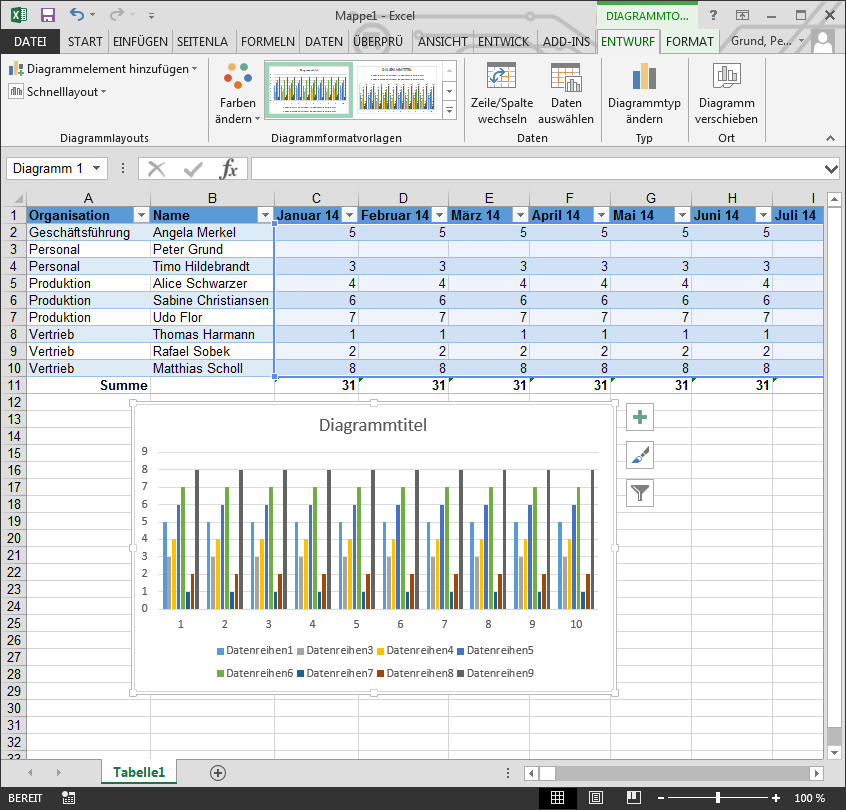 Mappe1 - Excel
DIAGRAMMTO... ?
DATEI START EINFÜGEN SEITENLA FORMELN DATEN ÜBERPRÜ ANSICHT ENTWICK ADD-INS ENTWURF FORMAT Grund, Pe...
Diagrammelement hinzufügen
Schnelllayout
Farben
ändern
Zeile/Spalte
wechseln
Daten
auswählen
Diagrammtyp
ändern
Diagramm
verschieben
Diagrammlayouts Diagrammformatvorlagen Daten Typ Ort
Diagramm 1 fx
A B C D E F G H I
1 Organisation Name Januar 14 Februar 14 März 14 April 14 Mai 14 Juni 14 Juli 14
2 Geschäftsführung Angela Merkel 5 5 5 5 5 5
3 Personal Peter Grund
4 Personal Timo Hildebrandt 3 3 3 3 3 3
5 Produktion Alice Schwarzer 4 4 4 4 4 4
6 Produktion Sabine Christiansen 6 6 6 6 6 6
7 Produktion Udo Flor 7 7 7 7 7 7
8 Vertrieb Thomas Harmann 1 1 1 1 1 1
9 Vertrieb Rafael Sobek 2 2 2 2 2 2
10 Vertrieb Matthias Scholl 8 8 8 8 8 8
11 Summe 31 31 31 31 31 31
12
13
14
15
16
17
18
19
20
21
22
23
24
25
26
27
28
29
30
31
32
33
Diagrammtitel
9
8
7
6
5
4
3
2
1
0
1 2 3 4 5 6 7 8 9 10
Datenreihen1 Datenreihen3 Datenreihen4 Datenreihen5
Datenreihen6 Datenreihen7 Datenreihen8 Datenreihen9
Tabelle1
BEREIT 100 %